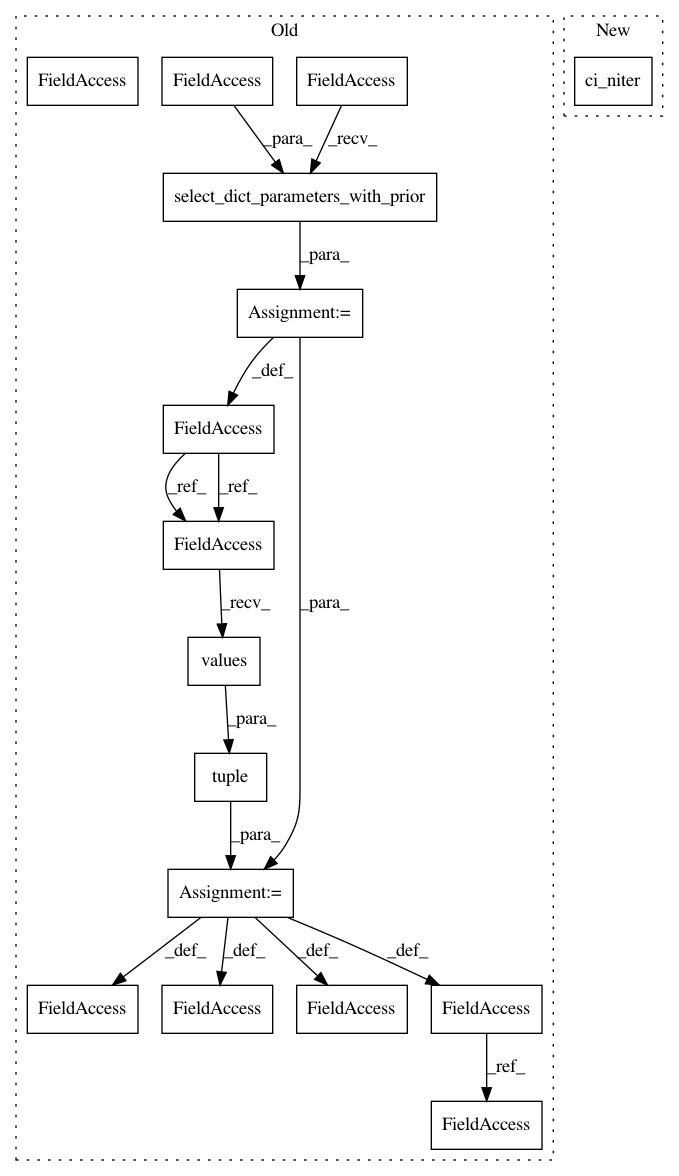 Old
New
FieldAccess
FieldAccess
FieldAccess
ci_niter
_para_
_recv_
select_dict_parameters_with_prior
_para_
Assignment:=
_def_
FieldAccess
_ref_
_ref_
FieldAccess
_recv_
_para_
values
_para_
tuple
_para_
Assignment:=
_def_
_def_
_def_
_def_
FieldAccess
FieldAccess
FieldAccess
FieldAccess
_ref_
FieldAccess